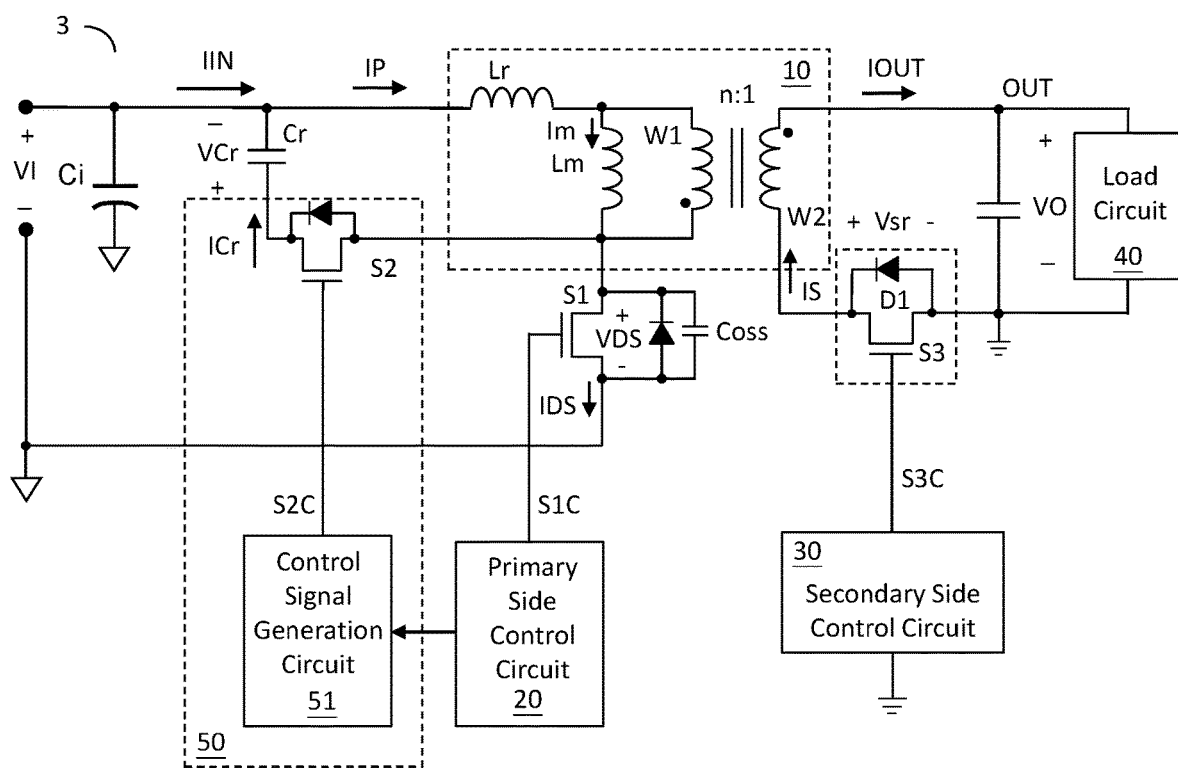 3
IIN
IP
Lr
10
n:1
IOUT
OUT
+
VI
–
Ci
–
VCr
+
Cr
Im
Lm
W1
W2
+
VO
–
Load
Circuit
40
ICr
S2
+ Vsr -
D1
S3
IS
S1
+
VDS
-
Coss
IDS
S2C
S1C
S3C
Control
Signal
Generation
Circuit
51
Primary
Side
Control
Circuit
20
30
Secondary Side
Control Circuit
50